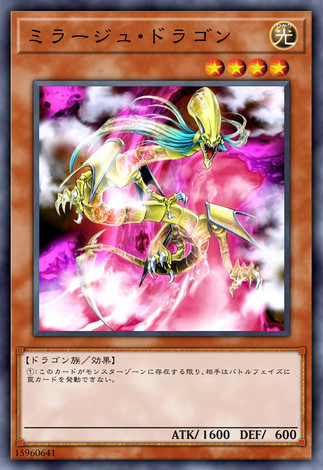 ミラージュ・ドラゴン
光
【ドラゴン族／効果】
①：このカードがモンスターゾーンに存在する限り、相手はバトルフェイズに
罠カードを発動できない。
ATK/ 1600 DEF/ 600
15960641